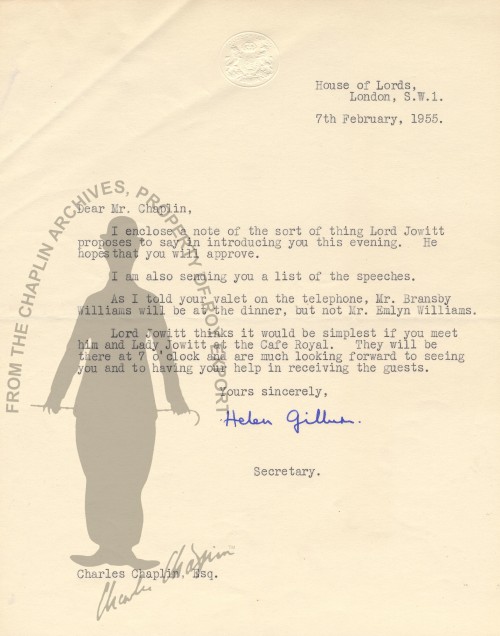 House of Lords,
London, S.W.1.
7th February, 1955.
FROM THE CHAPLIN ARCHIVES, PROPERTY OF ROY EXPORT
Dear Mr. Chaplin,
I enclose a note of the sort of thing Lord Jowitt
proposes to say in introducing you this evening. He
hopes that you will approve.
I am also sending you a list of the speeches.
As I told your valet on the telephone, Mr. Bransby
Williams will be at the dinner, but not Mr. Emlyn Williams.
Lord Jowitt thinks it would be simplest if you meet
him and Lady Jowitt at the Cafe Royal. They will be
there at 7 o'clock and are much looking forward to seeing
you and to having your help in receiving the guests.
Yours sincerely,
Helen
Secretary.
Charles Chaplin, Esq.
Charlie Chaplin